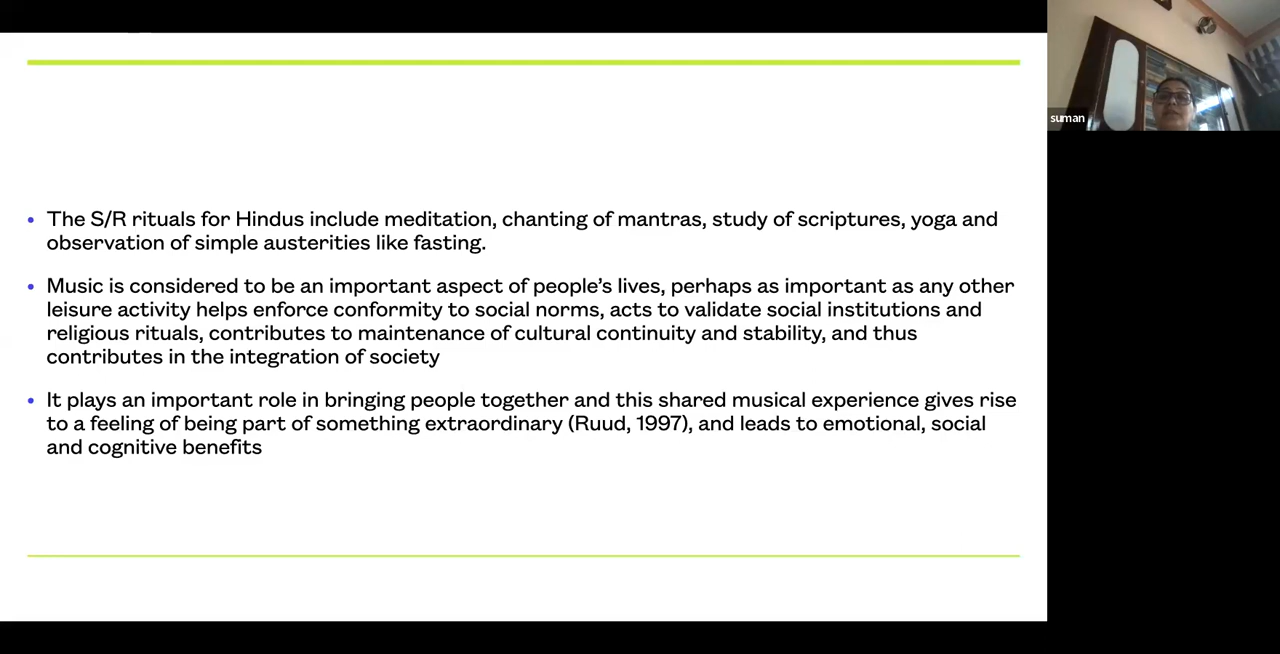 The S/R rituals for Hindus include meditation, chanting of mantras, study of scriptures, yoga and
observation of simple austerities like fasting.
Music is considered to be an important aspect of people's lives, perhaps as important as any other
leisure activity helps enforce conformity to social norms, acts to validate social institutions and
religious rituals, contributes to maintenance of cultural continuity and stability, and thus
contributes in the integration of society
It plays an important role in bringing people together and this shared musical experience gives rise
to a feeling of being part of something extraordinary (Ruud, 1997), and leads to emotional, social
and cognitive benefits
suman